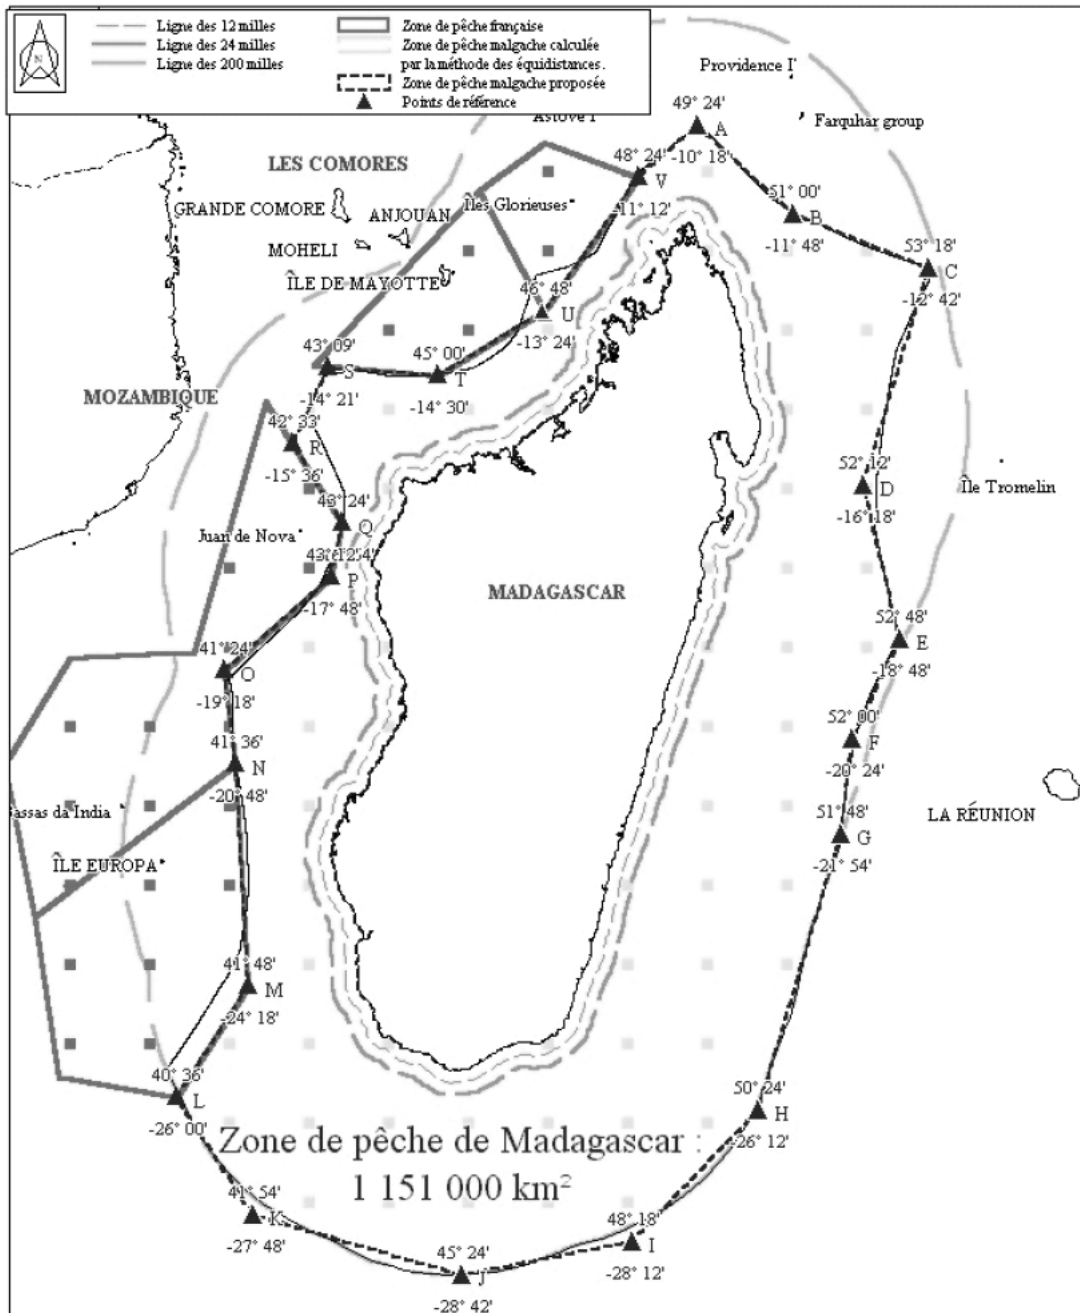 Ligne des 12 milles
Ligne des 24 milles
Ligne des 200 milles
Zone de pêche française
Zone de pêche malgache calculée
par la méthode des équidistances.
Zone de pêche malgache proposée
Points de référence
N
Providence I
Astove I
Farquhar group
49° 24'
A
-10° 18'
LES COMORES
48° 24'
V
-11° 12'
51° 00'
B
-11° 48'
GRANDE COMORE
ANJOUAN
Îles Glorieuses
MOHELI
ÎLE DE MAYOTTE
53° 18'
C
-12° 42'
46° 48'
U
-13° 24'
43° 09'
S
-14° 21'
45° 00'
T
-14° 30'
MOZAMBIQUE
42° 33'
R
-15° 36'
52° 12'
D
-16° 18'
Île Tromelin
43° 24'
Q
Juan de Nova
P
-17° 48'
MADAGASCAR
52° 48'
E
-18° 48'
41° 24'
O
-19° 18'
52° 00'
F
-20° 24'
41° 36'
N
-20° 48'
51° 48'
G
-21° 54'
assas da India
ÎLE EUROPA
LA RÉUNION
41° 48'
M
-24° 18'
40° 36'
L
-26° 00'
50° 24'
H
-26° 12'
Zone de pêche de Madagascar :
1 151 000 km²
41° 54'
K
-27° 48'
48° 18'
I
-28° 12'
45° 24'
J
-28° 42'